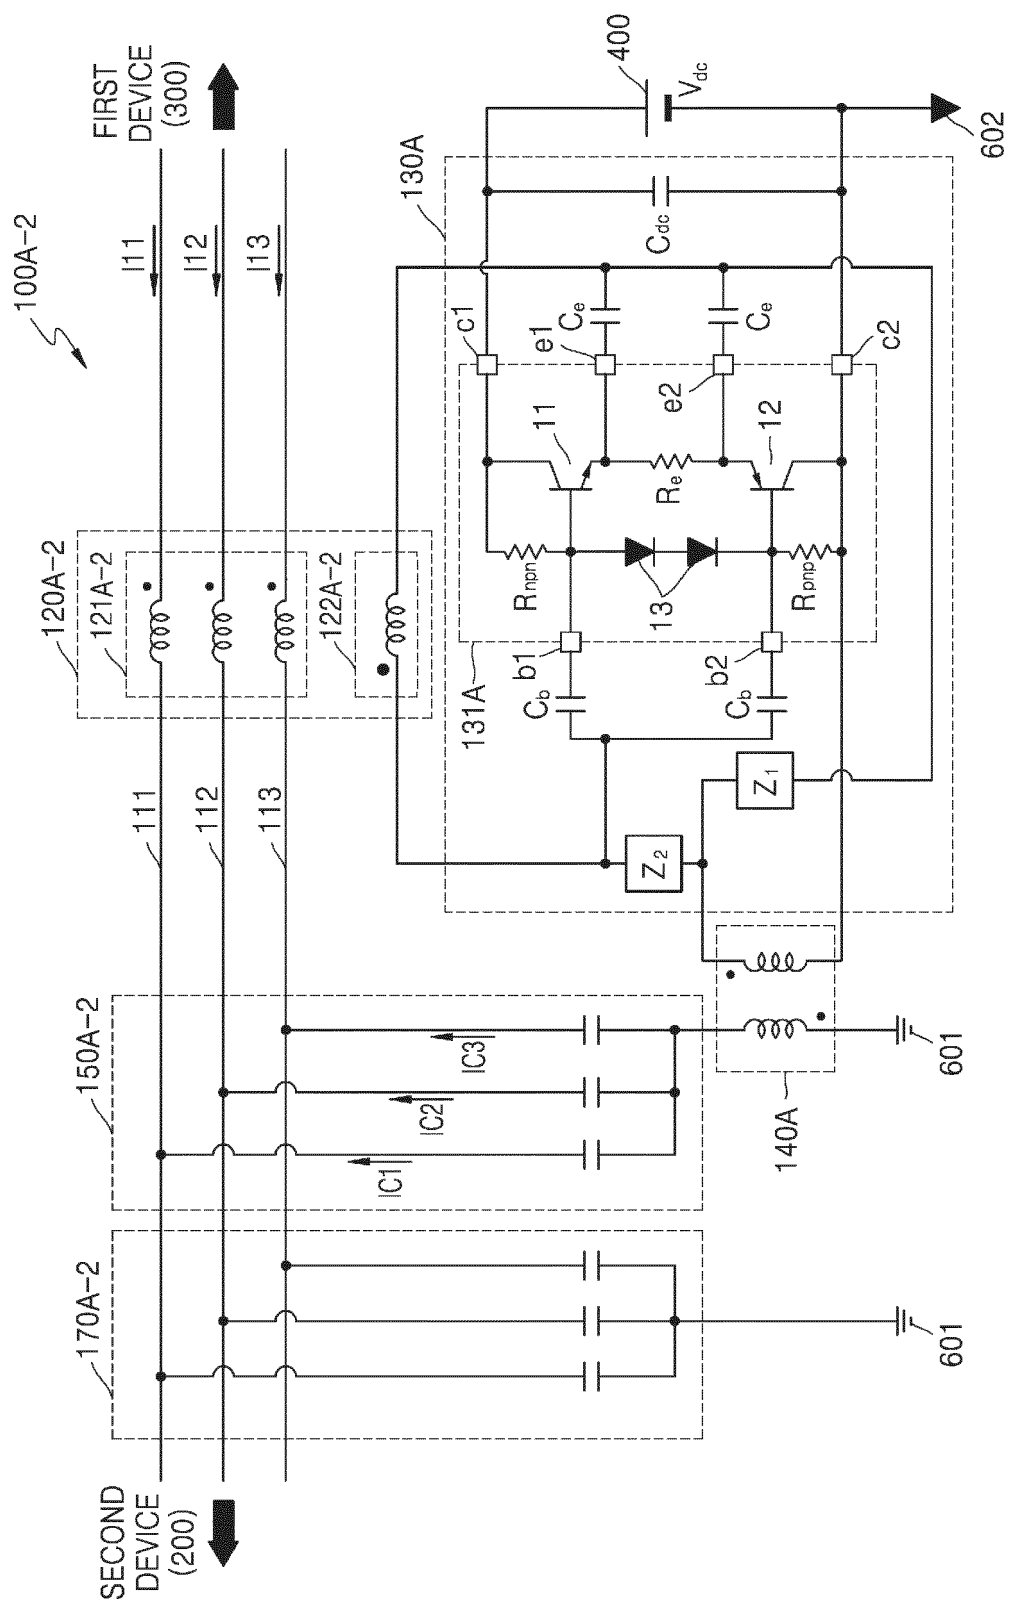 100A-2
FIRST
DEVICE
(300)
SECOND
DEVICE
(200)
I11
I12
I13
111
112
113
120A-2
121A-2
122A-2
150A-2
170A-2
IC1
IC2
IC3
130A
131A
140A
400
Vdc
Cdc
602
c1
e1
e2
c2
Ce
Ce
11
12
Re
Rnpn
Rpnp
13
b1
b2
Cb
Cb
Z1
Z2
601
601